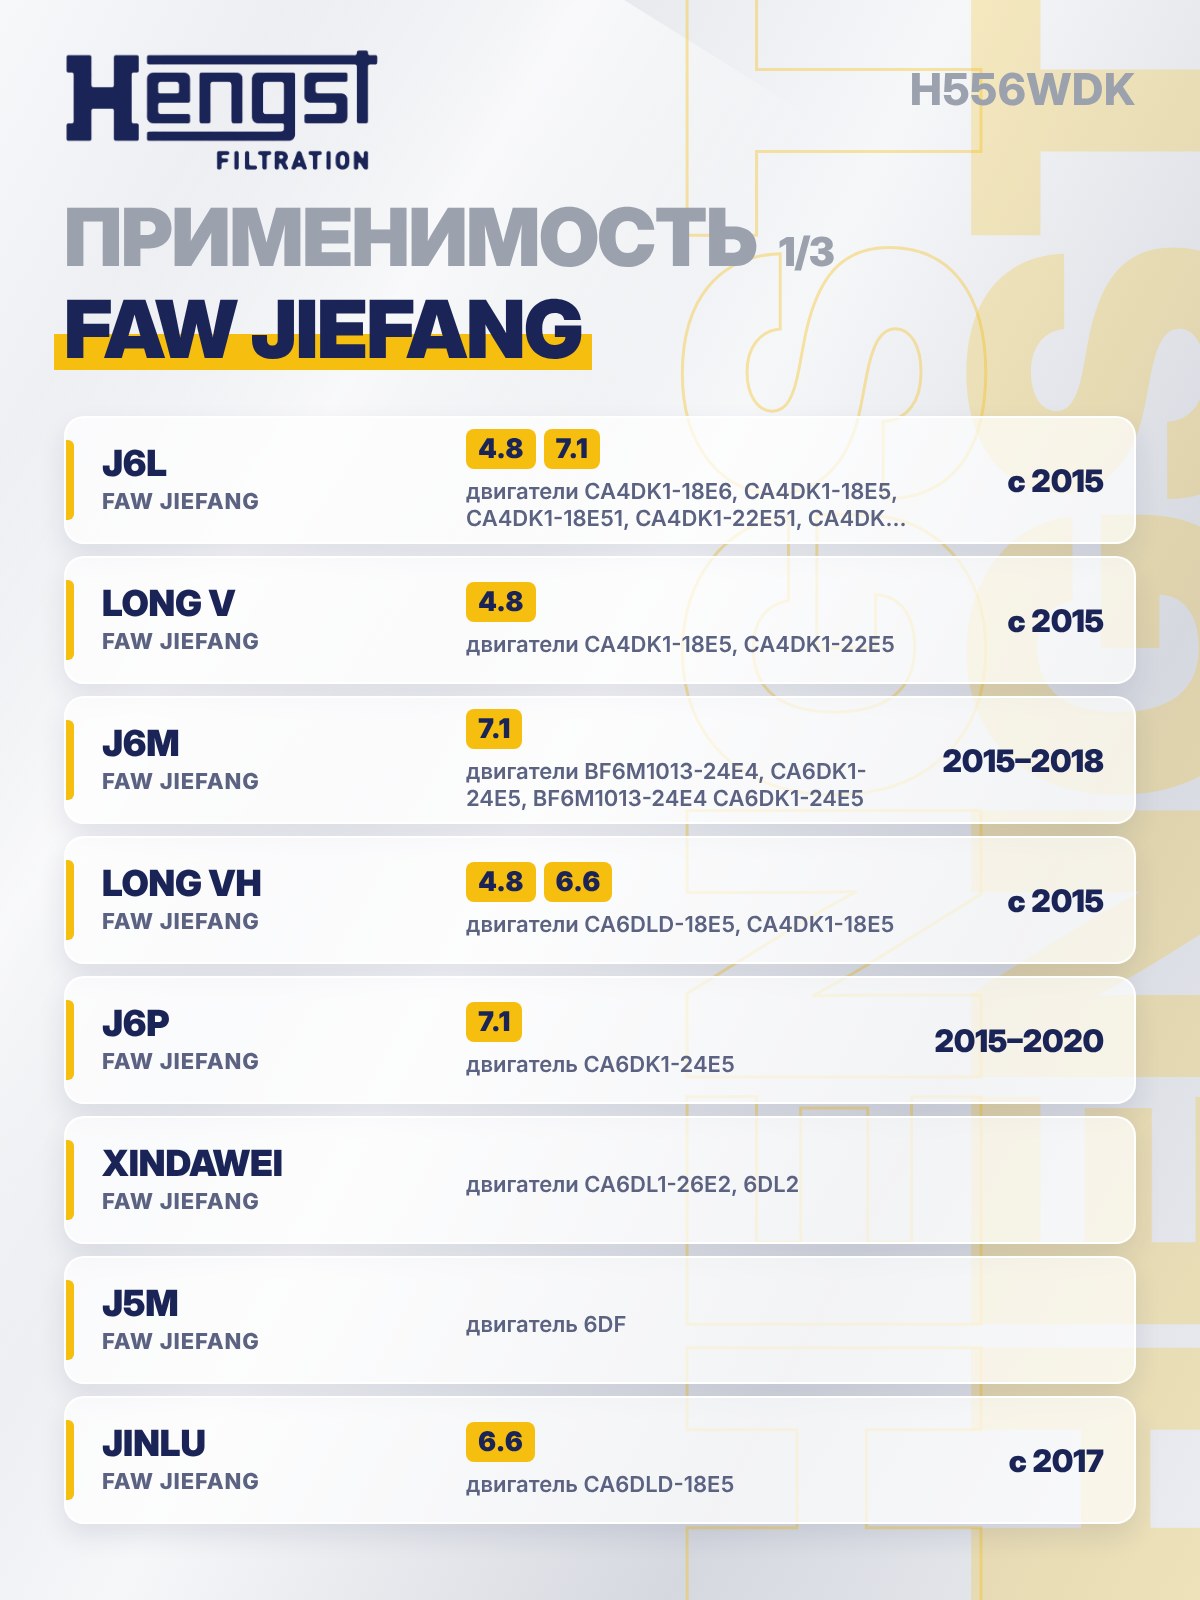 Hengst
FILTRATION
H556WDK
ПРИМЕНИМОСТЬ 1/3
FAW JIEFANG
J6L
FAW JIEFANG
4.8 7.1
двигатели CA4DK1-18E6, CA4DK1-18E5,
CA4DK1-18E51, CA4DK1-22E51, CA4DK...
с 2015
LONG V
FAW JIEFANG
4.8
двигатели CA4DK1-18E5, CA4DK1-22E5
с 2015
J6M
FAW JIEFANG
7.1
двигатели BF6M1013-24E4, CA6DK1-
24E5, BF6M1013-24E4 CA6DK1-24E5
2015–2018
LONG VH
FAW JIEFANG
4.8 6.6
двигатели CA6DLD-18E5, CA4DK1-18E5
с 2015
J6P
FAW JIEFANG
7.1
двигатель CA6DK1-24E5
2015–2020
XINDAWEI
FAW JIEFANG
двигатели CA6DL1-26E2, 6DL2
J5M
FAW JIEFANG
двигатель 6DF
JINLU
FAW JIEFANG
6.6
двигатель CA6DLD-18E5
с 2017
HENGST
HENGST